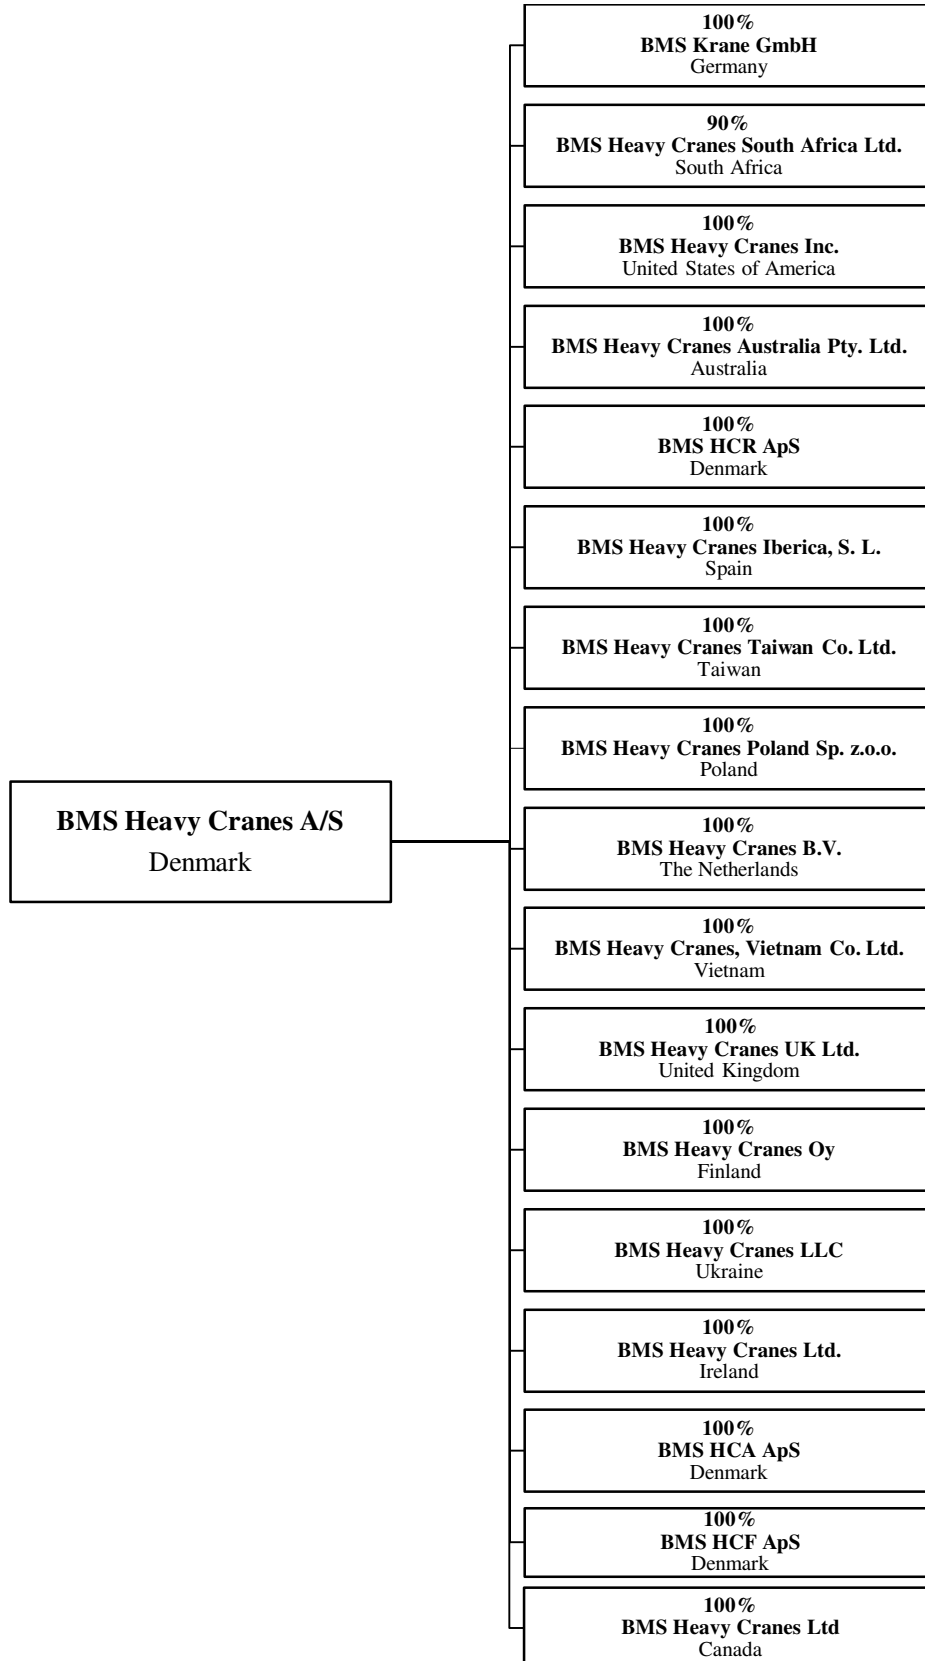 100%
BMS Krane GmbH
Germany
90%
BMS Heavy Cranes South Africa Ltd.
South Africa
100%
BMS Heavy Cranes Inc.
United States of America
100%
BMS Heavy Cranes Australia Pty. Ltd.
Australia
100%
BMS HCR ApS
Denmark
100%
BMS Heavy Cranes Iberica, S. L.
Spain
100%
BMS Heavy Cranes Taiwan Co. Ltd.
Taiwan
100%
BMS Heavy Cranes Poland Sp. z.o.o.
Poland
BMS Heavy Cranes A/S
Denmark
100%
BMS Heavy Cranes B.V.
The Netherlands
100%
BMS Heavy Cranes, Vietnam Co. Ltd.
Vietnam
100%
BMS Heavy Cranes UK Ltd.
United Kingdom
100%
BMS Heavy Cranes Oy
Finland
100%
BMS Heavy Cranes LLC
Ukraine
100%
BMS Heavy Cranes Ltd.
Ireland
100%
BMS HCA ApS
Denmark
100%
BMS HCF ApS
Denmark
100%
BMS Heavy Cranes Ltd
Canada